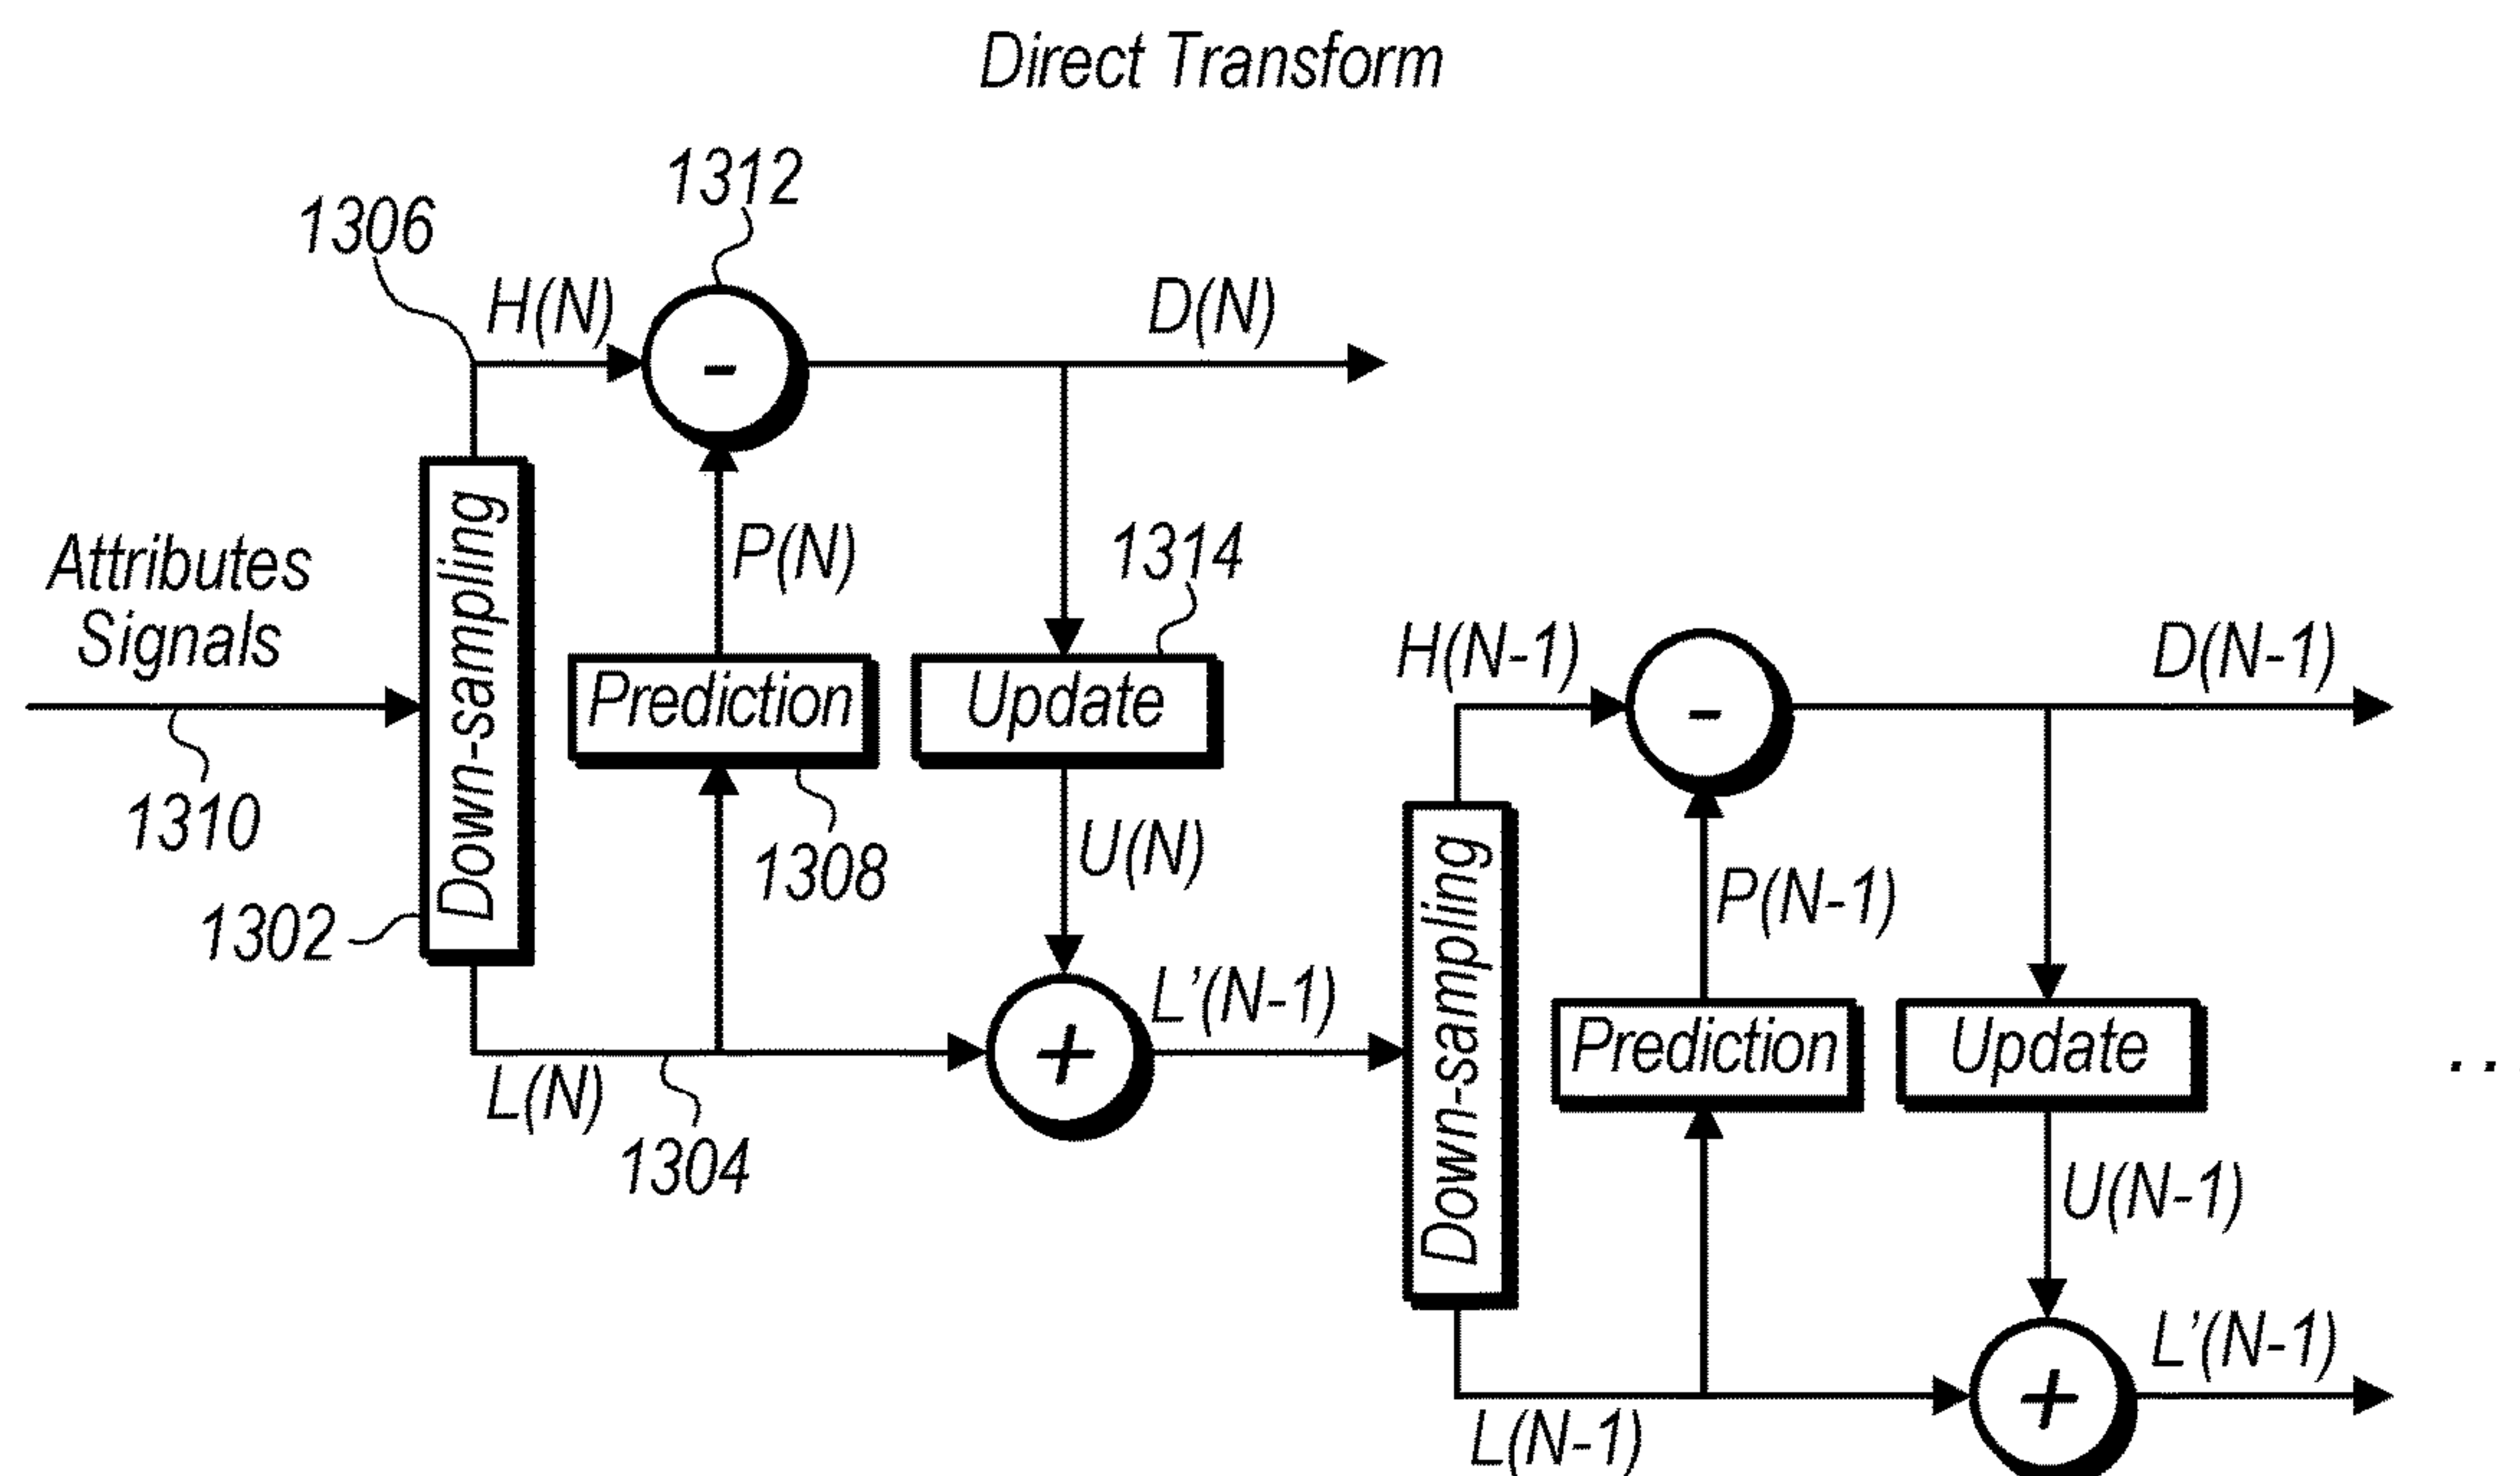 Direct Transform
1312
1306
H(N)
-
D(N)
Down-sampling
P(N)
1314
Attributes
Signals
Prediction
Update
1310
1308
U(N)
1302
L'(N-1)
+
L(N)
1304
H(N-1)
-
D(N-1)
Down-sampling
P(N-1)
Prediction
Update
. . .
U(N-1)
L'(N-1)
+
L(N-1)